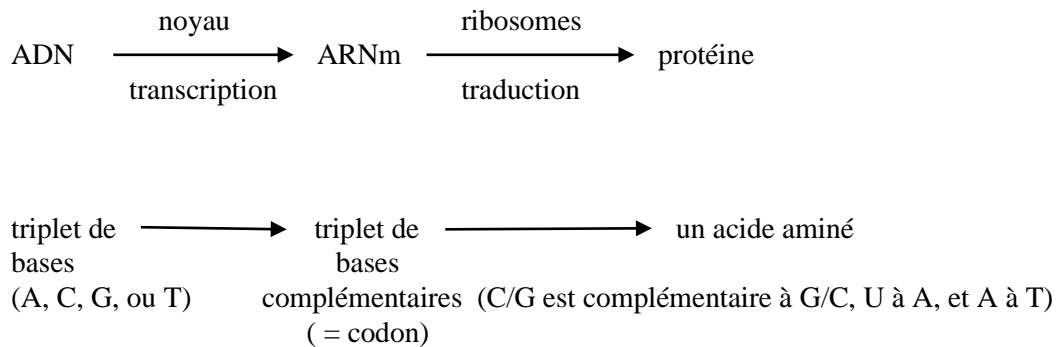 noyau ribosomes
ADN ARNm protéine
transcription traduction
triplet de triplet de un acide aminé
bases bases
(A, C, G, ou T) complémentaires (C/G est complémentaire à G/C, U à A, et A à T)
( = codon)